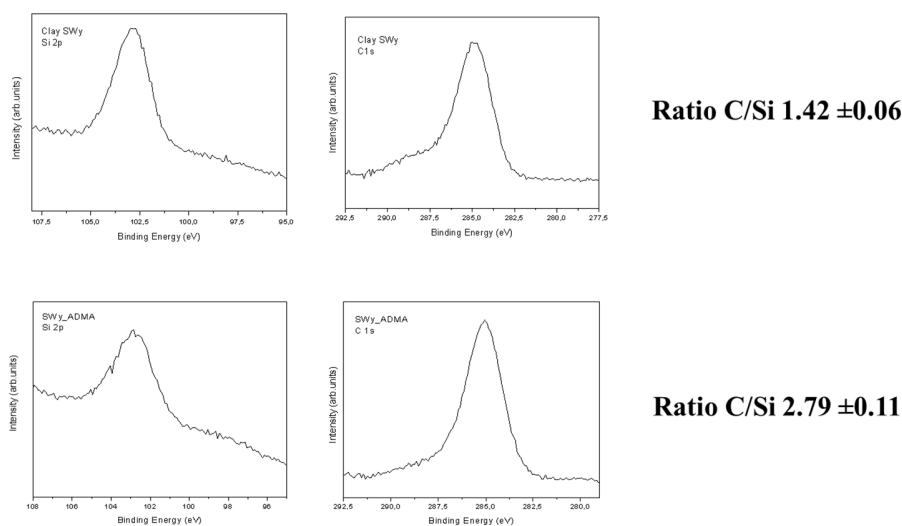 Clay SWy
Si 2p
Intensity (arb.units)
107,5 105,0 102,5 100,0 97,5 95,0
Binding Energy (eV)
Clay SWy
C1s
Intensity (arb.units)
292,5 290,0 287,5 285,0 282,5 280,0 277,5
Binding Energy (eV)
Ratio C/Si 1.42 ±0.06
SWy_ADMA
Si 2p
Intensity (arb.units)
108 106 104 102 100 98 96
Binding Energy (eV)
SWy_ADMA
C 1s
Intensity (arb.units)
292,5 290,0 287,5 285,0 282,5 280,0
Binding Energy (eV)
Ratio C/Si 2.79 ±0.11